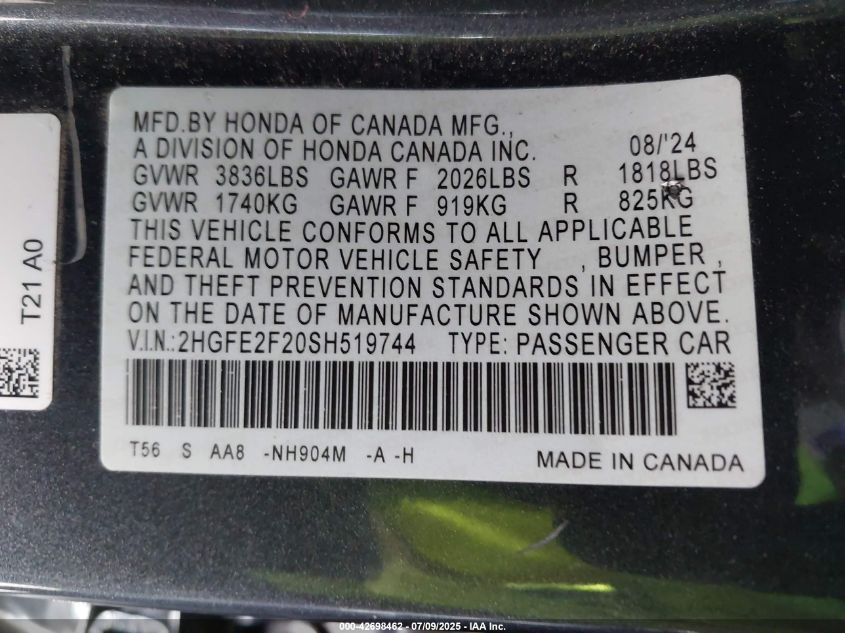 MFD.BY HONDA OF CANADA MFG.,
A DIVISION OF HONDA CANADA INC. 08/'24
GVWR 3836LBS GAWR F 2026LBS R 1818LBS
GVWR 1740KG GAWR F 919KG R 825KG
THIS VEHICLE CONFORMS TO ALL APPLICABLE
FEDERAL MOTOR VEHICLE SAFETY , BUMPER ,
AND THEFT PREVENTION STANDARDS IN EFFECT
ON THE DATE OF MANUFACTURE SHOWN ABOVE.
V.I.N.:2HGFE2F20SH519744 TYPE: PASSENGER CAR
T56 S AA8 -NH904M -A -H MADE IN CANADA
T21 A0
000-42698462 / 07/09/2025 - © IAA, Inc.